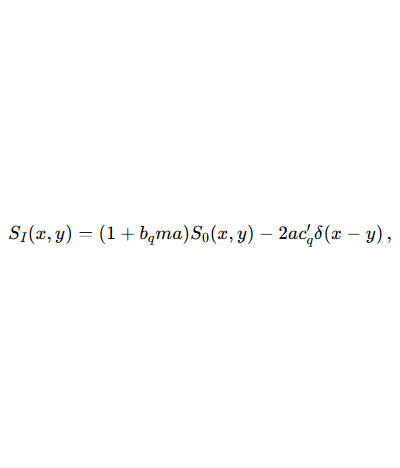 S_I(x, y) = (1 + b_q ma)S_0(x, y) − 2ac′_q δ(x − y) ,